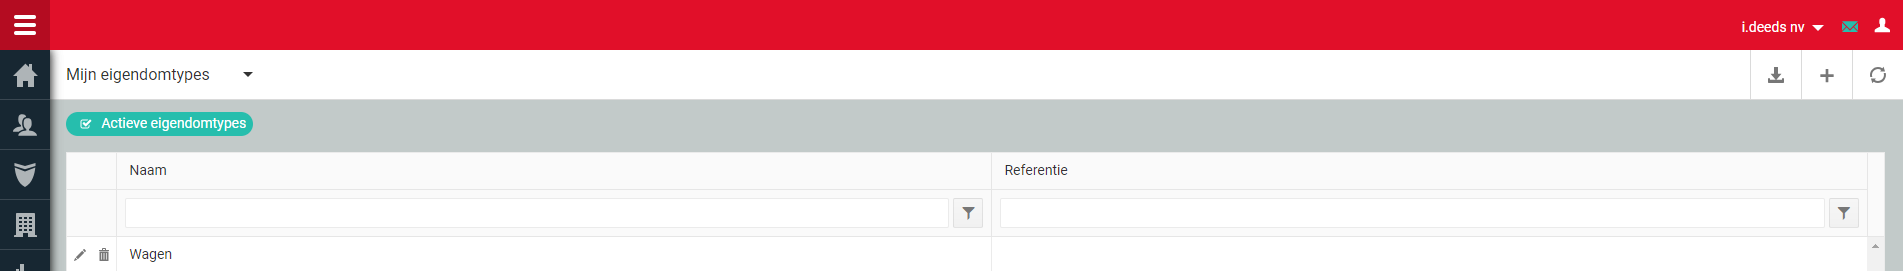 i.deeds nv
Mijn eigendomtypes
Actieve eigendomtypes
Naam Referentie
Wagen